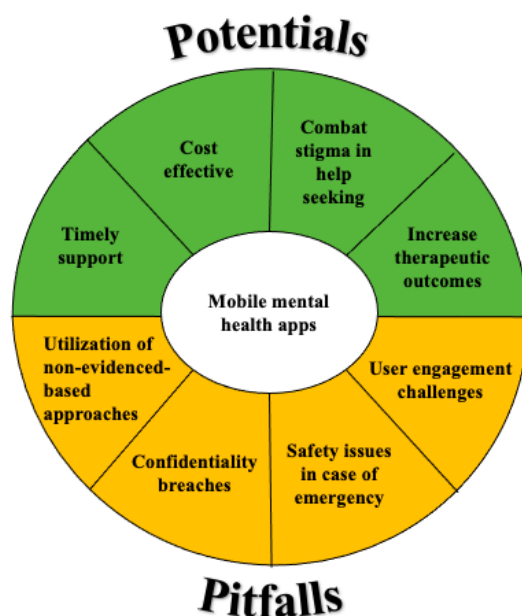 Potentials
Cost
effective
Combat
stigma in
help
seeking
Timely
support
Increase
therapeutic
outcomes
Mobile mental
health apps
Utilization of
non-evidenced-
based
approaches
User engagement
challenges
Confidentiality
breaches
Safety issues
in case of
emergency
Pitfalls